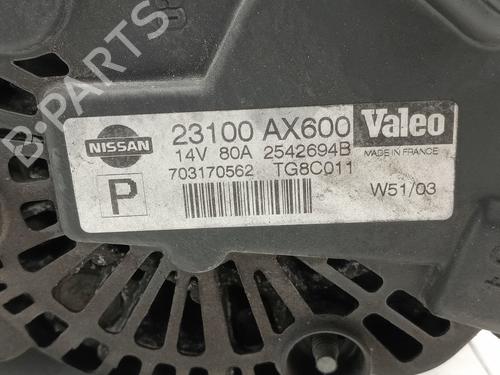 B-PARTS
NISSAN
23100 AX600
Valeo
14V 80A 2542694B
MADE IN FRANCE
703170562 TG8C011
P
W51/03